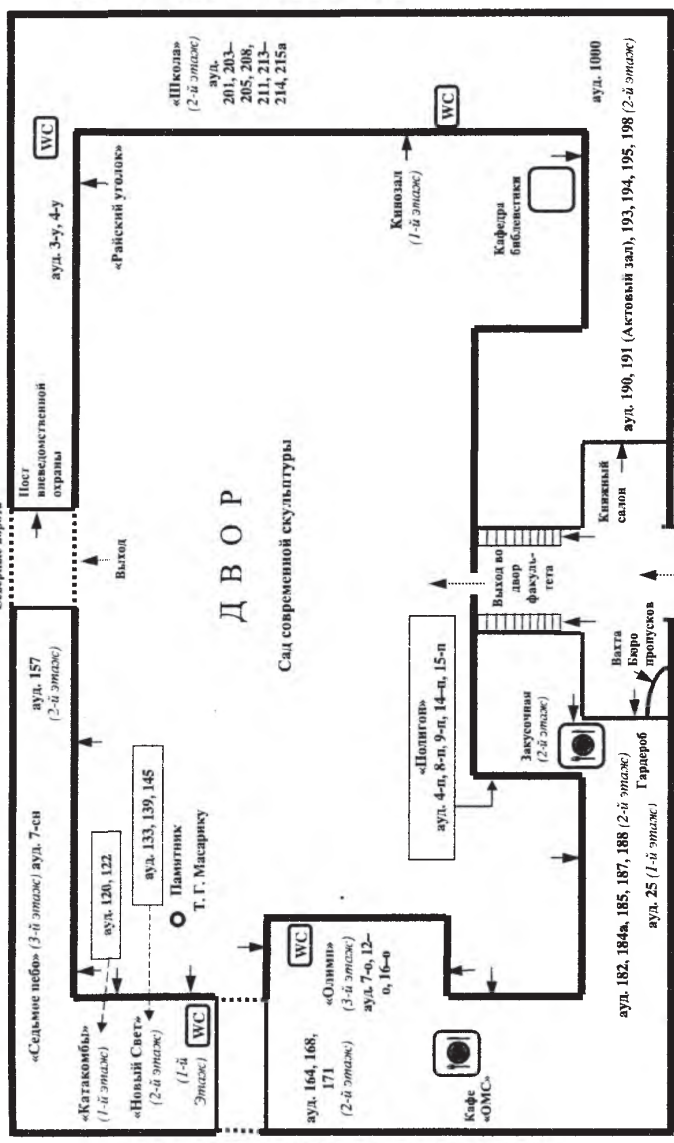 «Седьмое небо» (3-й этаж) ауд. 7-сн
ауд. 157
(2-й этаж)
Пост
вневедомственной
охраны
ауд. 3-у, 4-у
WC
«Катакомбы»
(1-й этаж)
ауд. 120, 122
Выход
«Райский уголок»
«Новый Свет»
(2-й этаж)
ауд. 133, 139, 145
(1-й
Этаж)
WC
Памятник
Т. Г. Масарику
«Школа»
(2-й этаж)
ауд.
201, 203–
205, 208,
211, 213–
214, 215а
ДВОР
Сад современной скульптуры
ауд. 164, 168,
171
(2-й этаж)
WC
«Олимп»
(3-й этаж)
ауд. 7-о, 12–
о, 16–о
Кинозал
(1-й этаж)
WC
«Полигон»
ауд. 4-п, 8-п, 9-п, 14–п, 15-п
Кафе
«ОМС»
Закусочная
(2-й этаж)
Выход во
двор
факуль-
тета
Кафедра
библеистики
ауд. 1000
ауд. 182, 184а, 185, 187, 188 (2-й этаж)
ауд. 25 (1-й этаж)
Гардероб
Вахта
Бюро
пропусков
Книжный
салон
ауд. 190, 191 (Актовый зал), 193, 194, 195, 198 (2-й этаж)